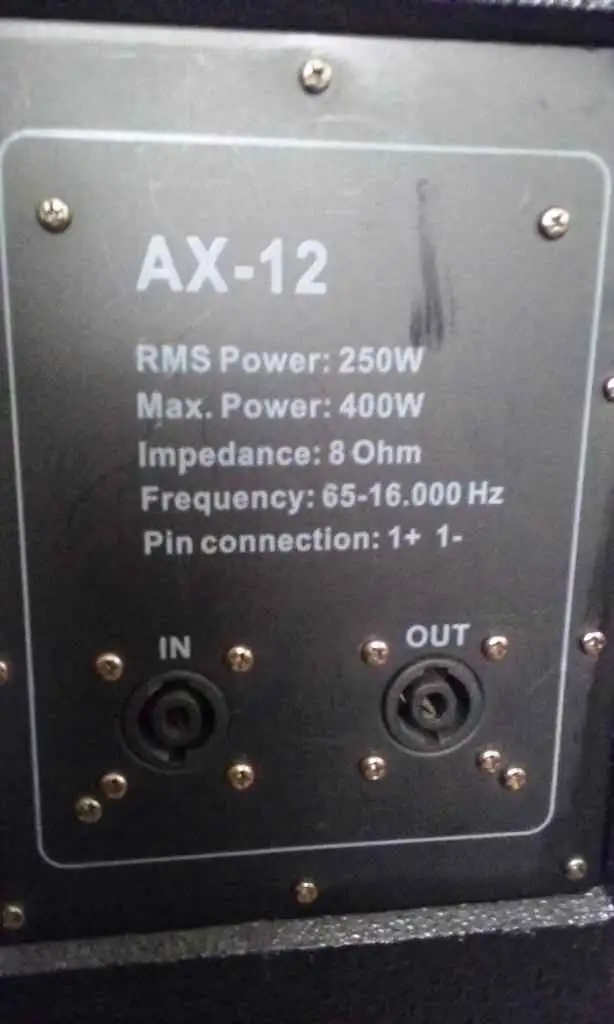 AX-12
RMS Power: 250W
Max. Power: 400W
Impedance: 8 Ohm
Frequency: 65-16.000 Hz
Pin connection: 1+ 1-
IN
OUT